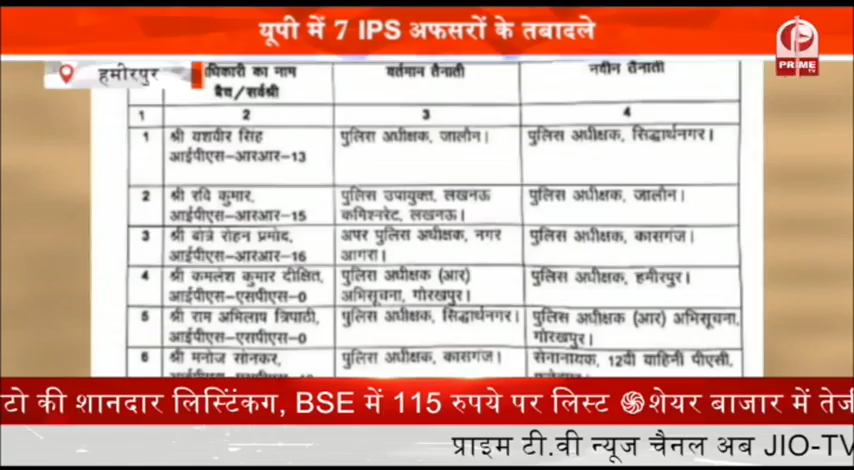 यूपी में 7 IPS अफसरों के तबादले
PRIME
TV
हमीरपुर
धिकारी का नाम वर्तमान तैनाती नवीन तैनाती
बैच/सर्वश्री
1 2 3 4
1 श्री यशवीर सिंह पुलिस अधीक्षक, जालौन। पुलिस अधीक्षक, सिद्धार्थनगर।
आईपीएस-आरआर-13
2 श्री रवि कुमार, पुलिस उपायुक्त, लखनऊ पुलिस अधीक्षक, जालौन।
आईपीएस-आरआर-15 कमिश्नरेट, लखनऊ।
3 श्री बोत्रे रोहन प्रमोद, अपर पुलिस अधीक्षक, नगर पुलिस अधीक्षक, कासगंज।
आईपीएस-आरआर-16 आगरा।
4 श्री कमलेश कुमार दीक्षित, पुलिस अधीक्षक (आर) पुलिस अधीक्षक, हमीरपुर।
आईपीएस-एसपीएस-0 अभिसूचना, गोरखपुर।
5 श्री राम अभिलाष त्रिपाठी, पुलिस अधीक्षक, सिद्धार्थनगर। पुलिस अधीक्षक (आर) अभिसूचना,
आईपीएस-एसपीएस-0 गोरखपुर।
6 श्री मनोज सोनकर, पुलिस अधीक्षक, कासगंज। सेनानायक, 12वी वाहिनी पीएसी,
टो की शानदार लिस्टिंकग, BSE में 115 रुपये पर लिस्ट शेयर बाजार में तेजी
प्राइम टी.वी न्यूज चैनल अब JIO-TV